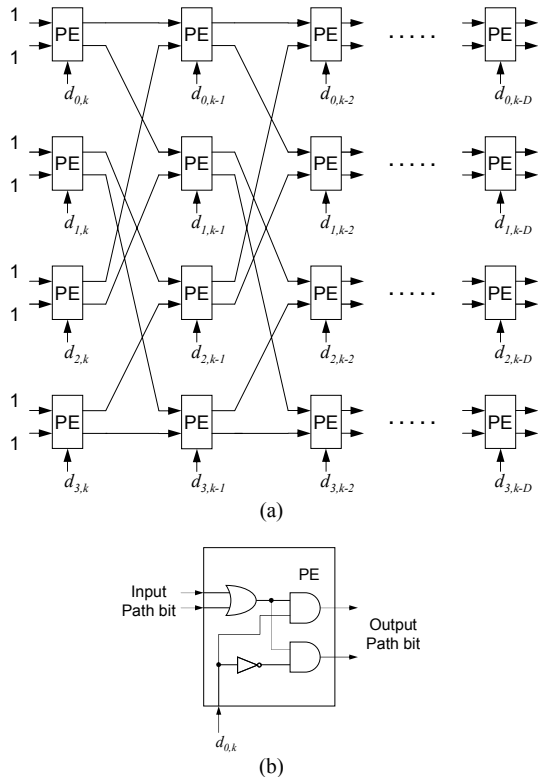 1 PE PE PE ..... PE
1
d0,k d0,k-1 d0,k-2 d0,k-D
1 PE PE PE ..... PE
1
d1,k d1,k-1 d1,k-2 d1,k-D
1 PE PE PE ..... PE
1
d2,k d2,k-1 d2,k-2 d2,k-D
1 PE PE PE ..... PE
1
d3,k d3,k-1 d3,k-2 d3,k-D
(a)
PE
Input
Path bit
Output
Path bit
d0,k
(b)